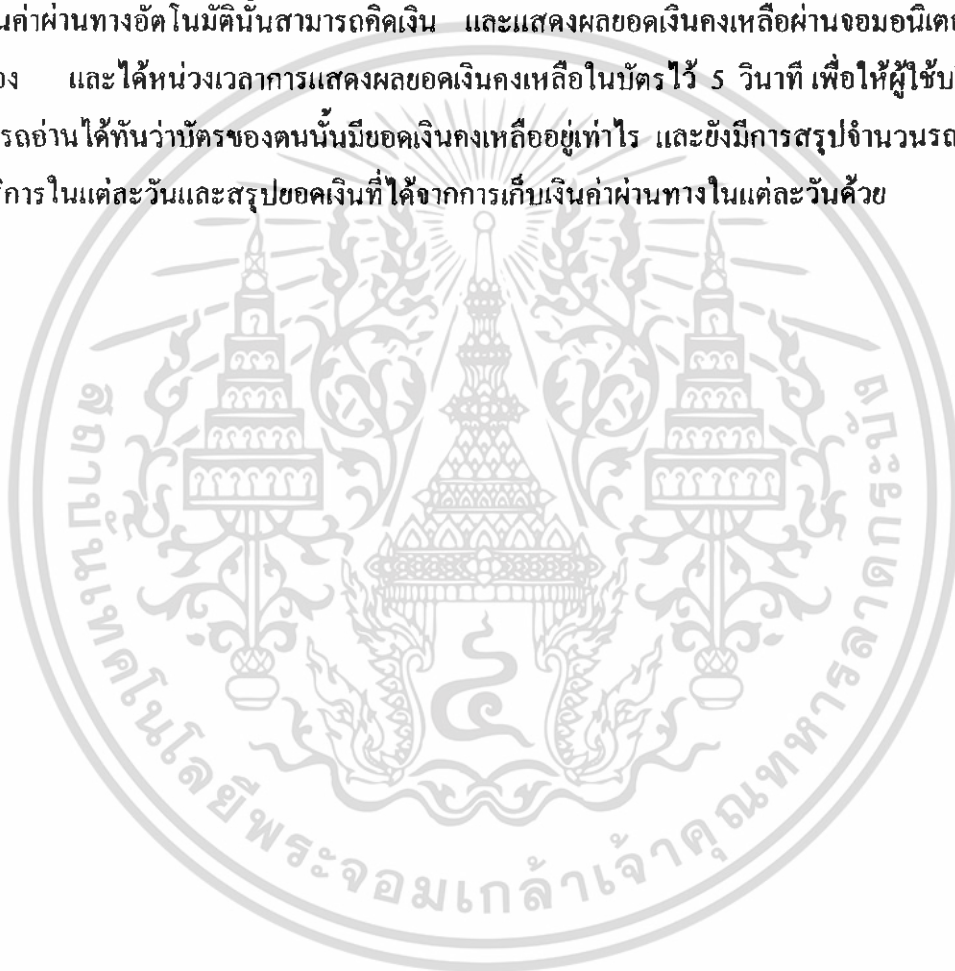 นค่าผ่านทางอัตโนมัตินั้นสามารถคิดเงิน และแสดงผลยอดเงินคงเหลือผ่านจอมอนิเตอ
อง และได้หน่วงเวลาการแสดงผลยอดเงินคงเหลือในบัตรไว้ 5 วินาที เพื่อให้ผู้ใช้บ
รถอ่านได้ทันว่าบัตรของตนนั้นมียอดเงินคงเหลืออยู่เท่าไร และยังมีการสรุปจำนวนรถ
ริการในแต่ละวันและสรุปยอดเงินที่ได้จากการเก็บเงินค่าผ่านทางในแต่ละวันด้วย
สถาบันเทคโนโลยีพระจอมเกล้าเจ้าคุณทหารลาดกระบัง
๔